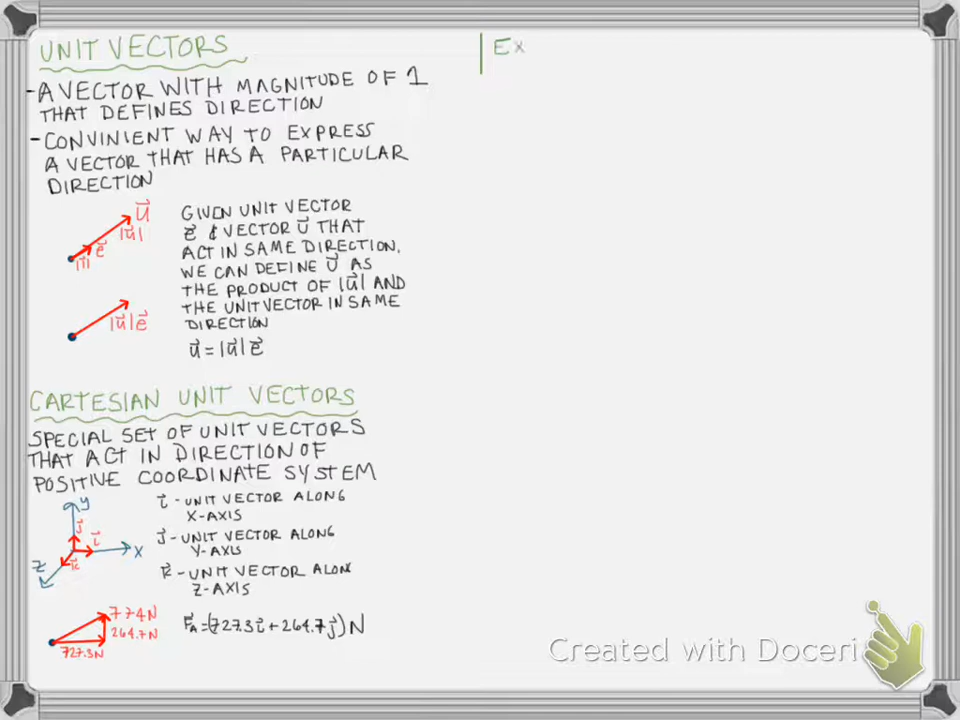 UNIT VECTORS
- A VECTOR WITH MAGNITUDE OF 1
THAT DEFINES DIRECTION
- CONVINIENT WAY TO EXPRESS
A VECTOR THAT HAS A PARTICULAR
DIRECTION
U⃗
|u⃗|
e⃗
|1|
GIVEN UNIT VECTOR
e⃗ & VECTOR U⃗ THAT
ACT IN SAME DIRECTION,
WE CAN DEFINE U⃗ AS
THE PRODUCT OF |u⃗| AND
THE UNIT VECTOR IN SAME
DIRECTION
|u⃗|e⃗
u⃗ = |u⃗| e⃗
CARTESIAN UNIT VECTORS
SPECIAL SET OF UNIT VECTORS
THAT ACT IN DIRECTION OF
POSITIVE COORDINATE SYSTEM
y
j⃗
i⃗
x
z
k⃗
i⃗ - UNIT VECTOR ALONG
X-AXIS
j⃗ - UNIT VECTOR ALONG
Y-AXIS
k⃗ - UNIT VECTOR ALONG
Z-AXIS
774N
264.7N
727.3N
F⃗A = (727.3i⃗ + 264.7j⃗) N
EX
Created with Doceri